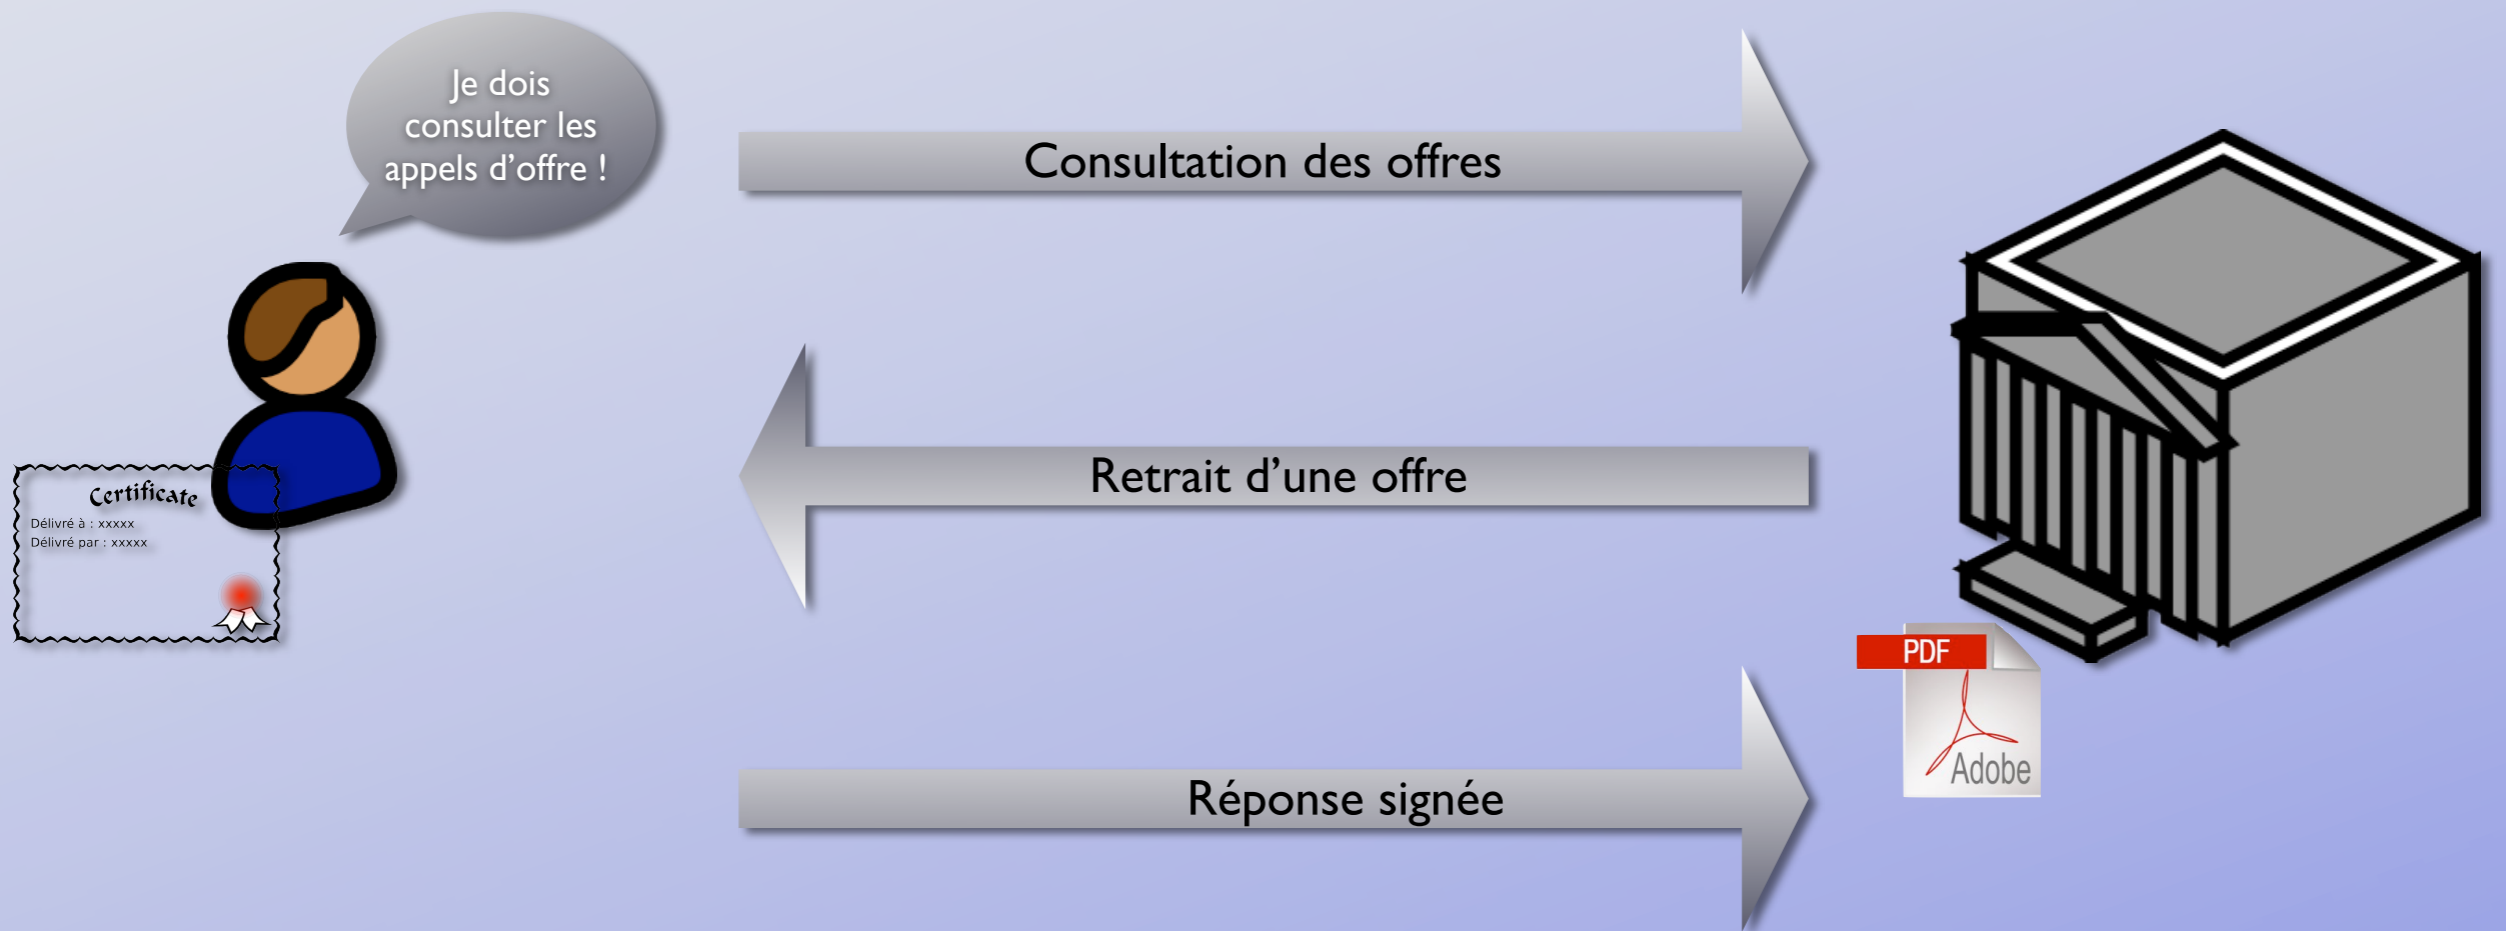 Je dois
consulter les
appels d’offre !
Consultation des offres
Retrait d’une offre
Certificate
Délivré à : xxxxx
Délivré par : xxxxx
PDF
Adobe
Réponse signée